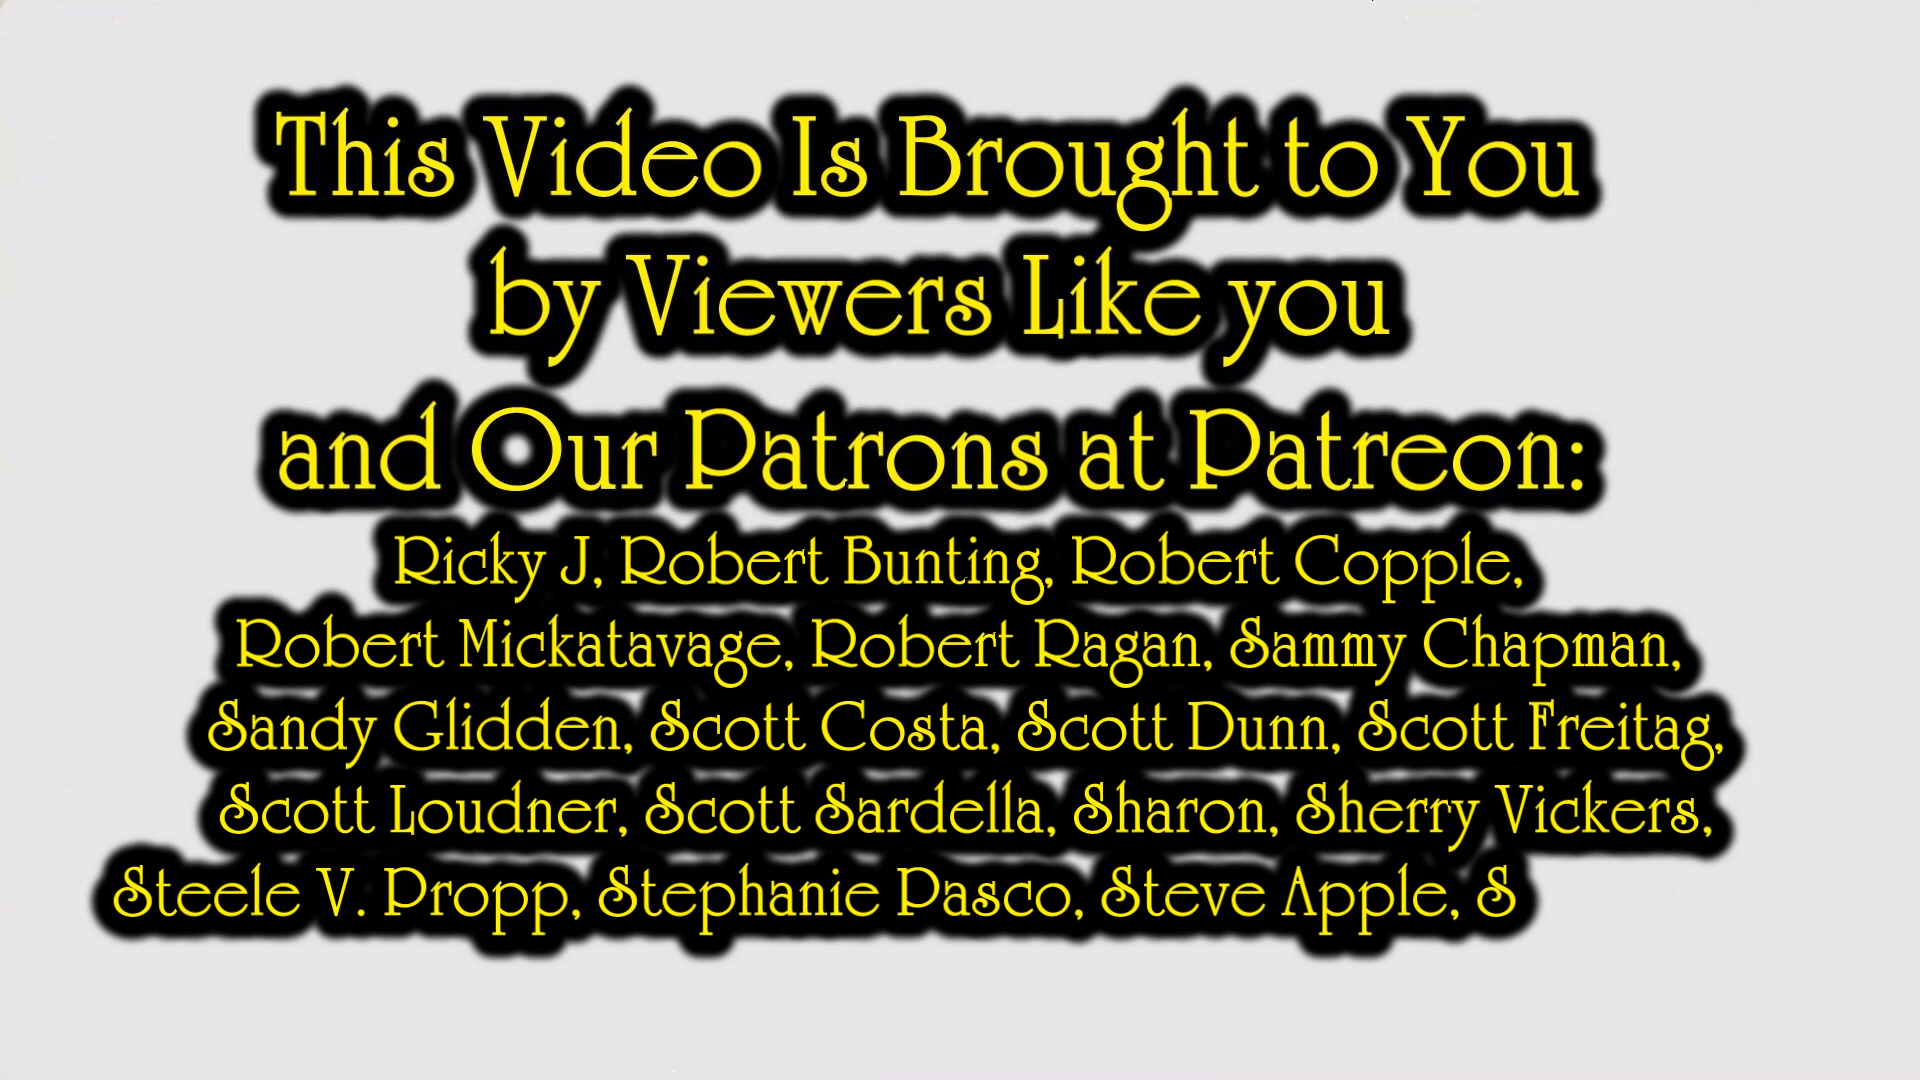 This Video Is Brought to You
by Viewers Like you
and Our Patrons at Patreon:
Ricky J, Robert Bunting, Robert Copple,
Robert Mickatavage, Robert Ragan, Sammy Chapman,
Sandy Glidden, Scott Costa, Scott Dunn, Scott Freitag,
Scott Loudner, Scott Sardella, Sharon, Sherry Vickers,
Steele V. Propp, Stephanie Pasco, Steve Apple, S